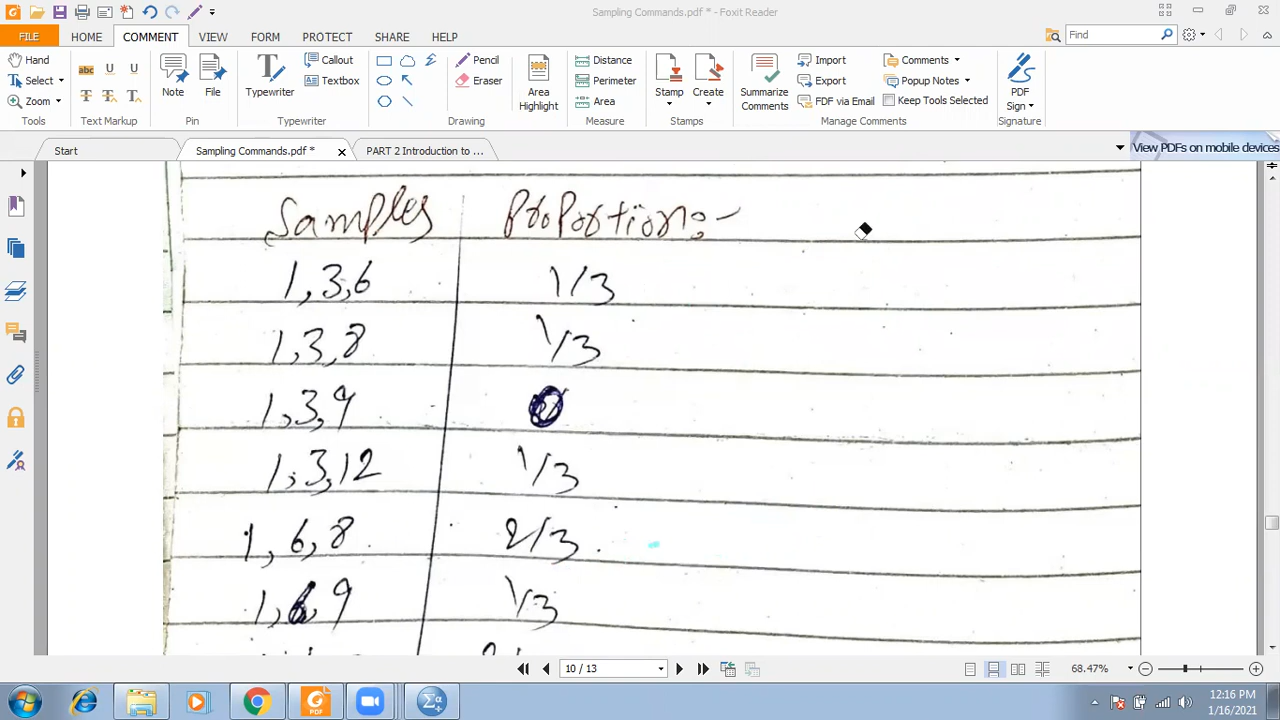 Sampling Commands.pdf * - Foxit Reader
FILE HOME COMMENT VIEW FORM PROTECT SHARE HELP
Find
Hand
Select
Zoom
Tools
Text Markup
Note
File
Pin
Typewriter
Callout
Textbox
Typewriter
Pencil
Eraser
Drawing
Area Highlight
Distance
Perimeter
Area
Measure
Stamp
Create
Stamps
Summarize Comments
Import
Export
FDF via Email
Comments
Popup Notes
Keep Tools Selected
Manage Comments
PDF Sign
Signature
Start
Sampling Commands.pdf *
PART 2 Introduction to ...
View PDFs on mobile devices
Samples Proportion:-
1,3,6 1/3
1,3,8 1/3
1,3,9 0
1,3,12 1/3
1,6,8 2/3
1,6,9 1/3
10 / 13
68.47%
12:16 PM
1/16/2021